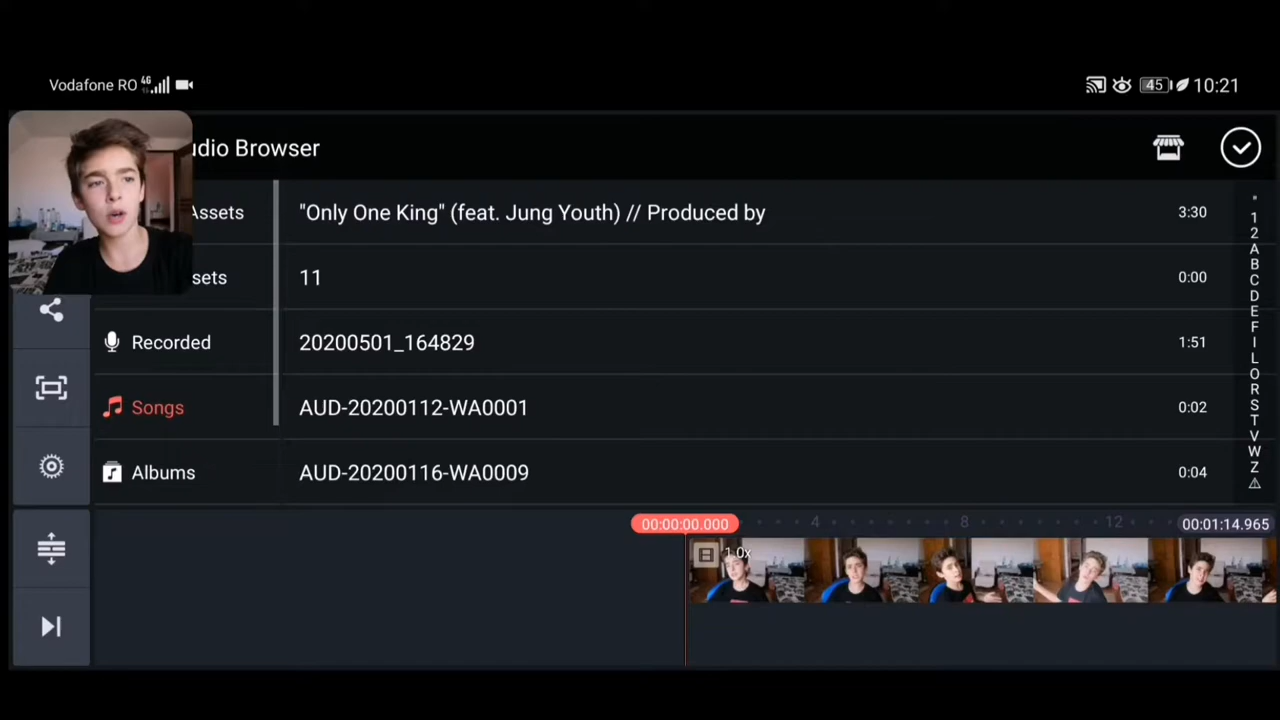 Vodafone RO 4G 45 10:21
udio Browser
Assets
"Only One King" (feat. Jung Youth) // Produced by 3:30
sets
11 0:00
Recorded
20200501_164829 1:51
Songs
AUD-20200112-WA0001 0:02
Albums
AUD-20200116-WA0009 0:04
"
1
2
A
B
C
D
E
F
I
L
O
R
S
T
V
W
Z
00:00:00.000 4 8 12 00:01:14.965
1.0x